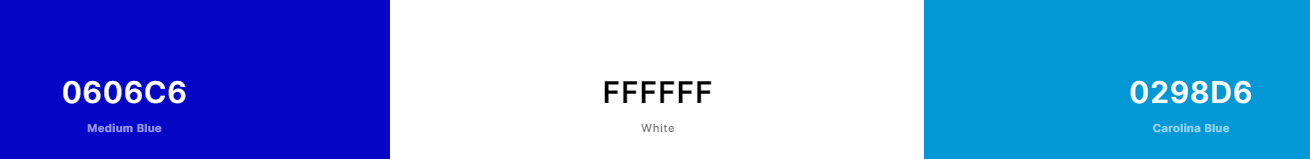 0606C6
Medium Blue
FFFFFF
White
0298D6
Carolina Blue